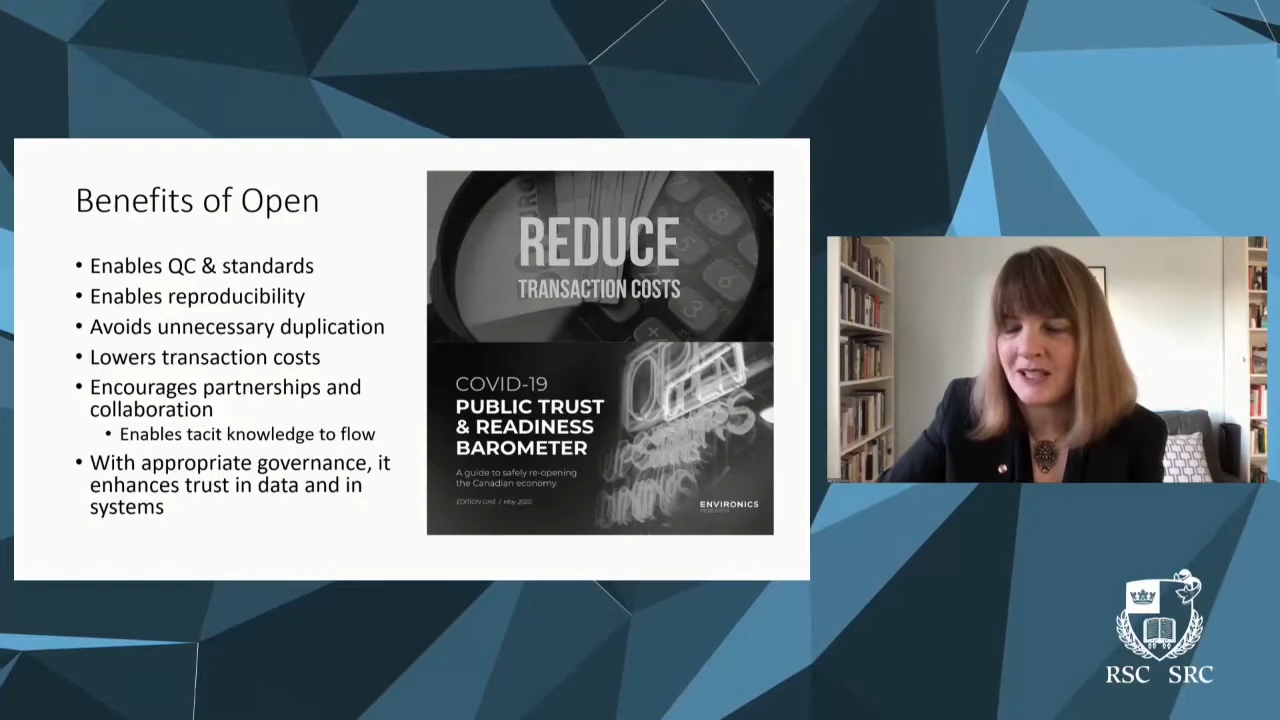 Benefits of Open
• Enables QC & standards
• Enables reproducibility
• Avoids unnecessary duplication
• Lowers transaction costs
• Encourages partnerships and
collaboration
• Enables tacit knowledge to flow
• With appropriate governance, it
enhances trust in data and in
systems
REDUCE
TRANSACTION COSTS
COVID-19
PUBLIC TRUST
& READINESS
BAROMETER
A guide to safely re-opening
the Canadian economy.
EDITION ONE / May 2020
OPEN
ENVIRONICS
RESEARCH
RSC SRC